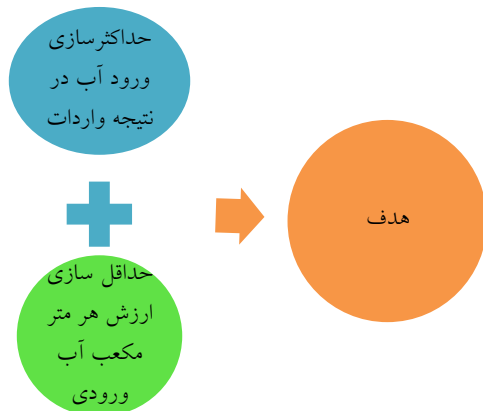 حداکثرسازی
ورود آب در
نتیجه واردات
هدف
حداقل سازی
ارزش هر متر
مکعب آب
ورودی